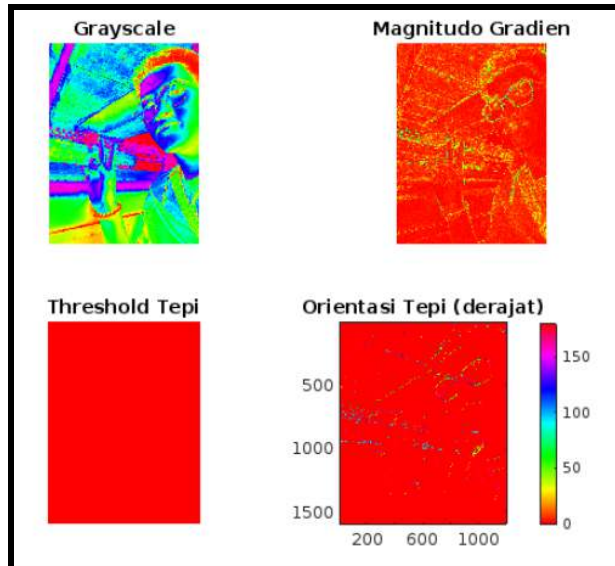 Grayscale
Magnitudo Gradien
Threshold Tepi
Orientasi Tepi (derajat)
500
1000
1500
200
600
1000
150
100
50
0